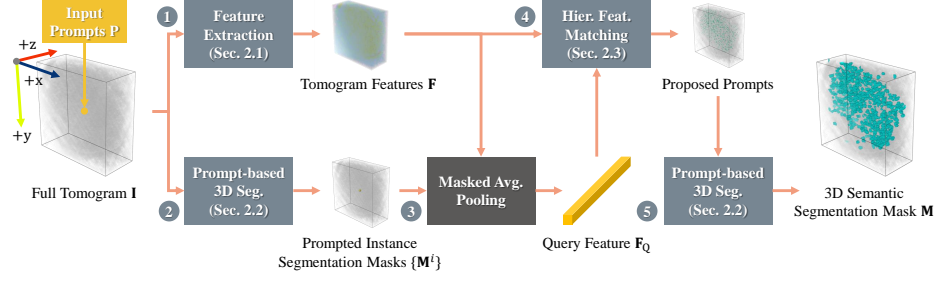 Input
Prompts P
+z
+x
+y
Full Tomogram I
1
Feature
Extraction
(Sec. 2.1)
Tomogram Features F
4
Hier. Feat.
Matching
(Sec. 2.3)
Proposed Prompts
2
Prompt-based
3D Seg.
(Sec. 2.2)
Prompted Instance
Segmentation Masks {Mⁱ}
3
Masked Avg.
Pooling
Query Feature F_Q
5
Prompt-based
3D Seg.
(Sec. 2.2)
3D Semantic
Segmentation Mask M